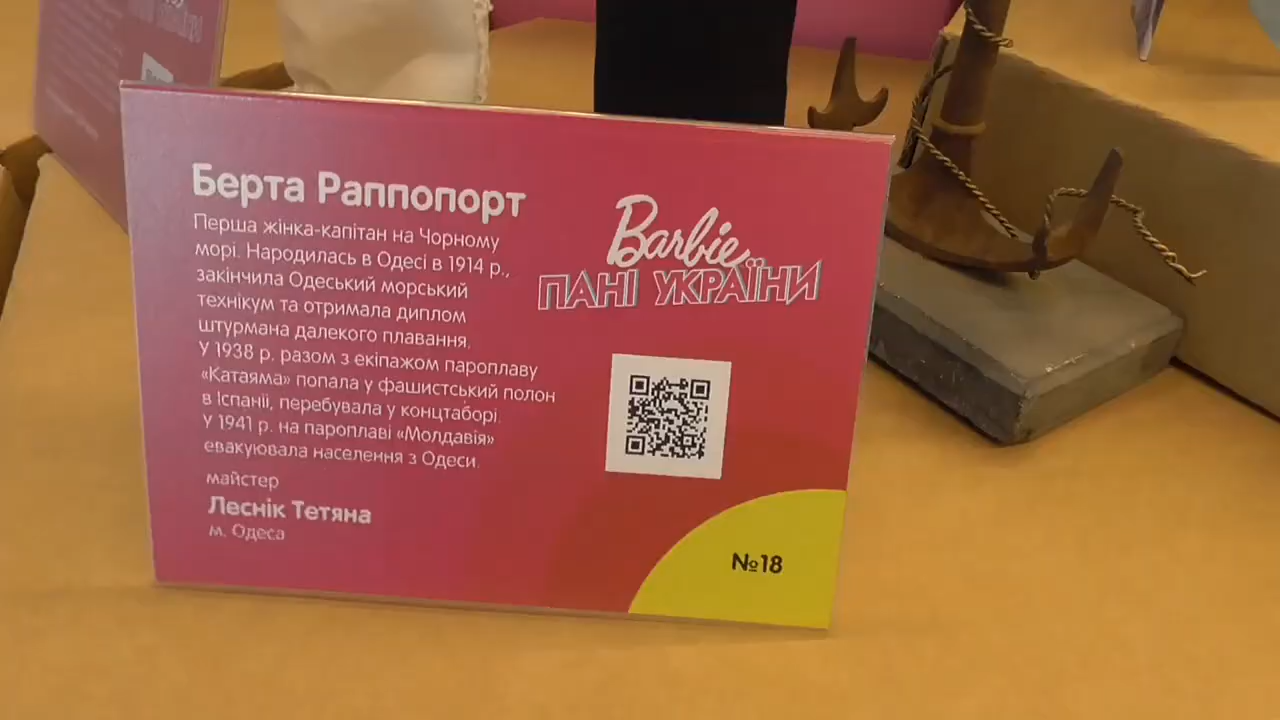 Берта Раппопорт
Перша жінка-капітан на Чорному
морі. Народилась в Одесі в 1914 р.,
закінчила Одеський морський
технікум та отримала диплом
штурмана далекого плавання.
У 1938 р. разом з екіпажом пароплаву
«Катаяма» попала у фашистський полон
в Іспанії, перебувала у концтаборі.
У 1941 р. на пароплаві «Молдавія»
евакуювала населення з Одеси.
майстер
Леснік Тетяна
м. Одеса
Barbie
ПАНІ УКРАЇНИ
№18